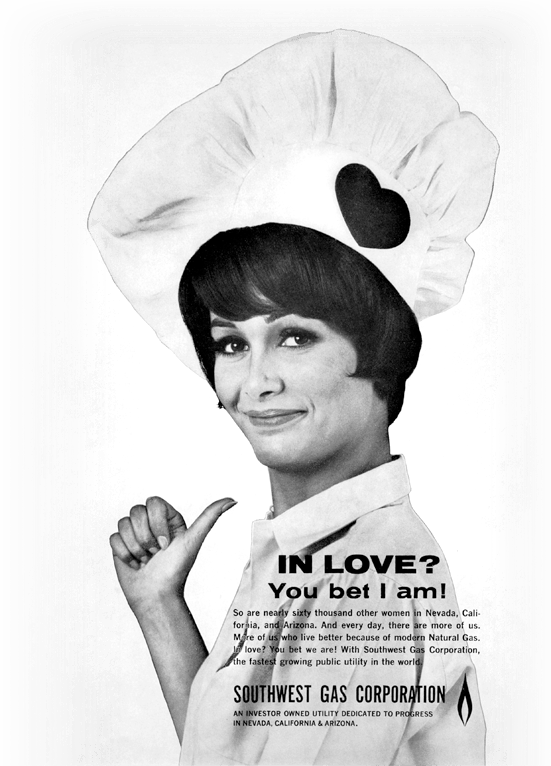 IN LOVE?
You bet I am!
So are nearly sixty thousand other women in Nevada, Cali-
fornia, and Arizona. And every day, there are more of us.
More of us who live better because of modern Natural Gas.
In love? You bet we are! With Southwest Gas Corporation,
the fastest growing public utility in the world.
SOUTHWEST GAS CORPORATION
AN INVESTOR OWNED UTILITY DEDICATED TO PROGRESS
IN NEVADA, CALIFORNIA & ARIZONA.